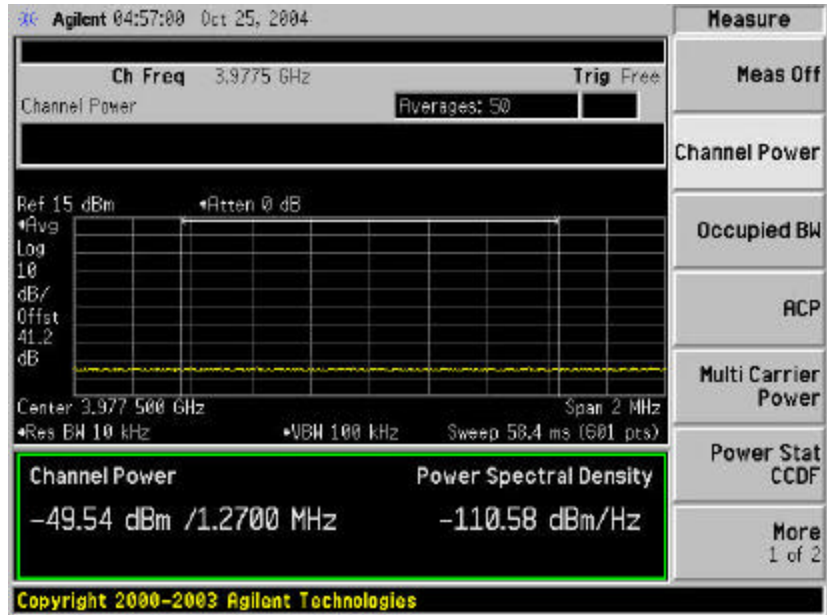 Agilent 04:57:00 Oct 25, 2004
Measure
Ch Freq 3.9775 GHz Trig Free
Channel Power Averages: 50
Ref 15 dBm Atten 0 dB
Avg
Log
10
dB/
Offst
41.2
dB
Center 3.977 500 GHz Span 2 MHz
Res BW 10 kHz VBW 100 kHz Sweep 58.4 ms (601 pts)
Channel Power Power Spectral Density
-49.54 dBm /1.2700 MHz -110.58 dBm/Hz
Copyright 2000-2003 Agilent Technologies
Meas Off
Channel Power
Occupied BW
ACP
Multi Carrier
Power
Power Stat
CCDF
More
1 of 2